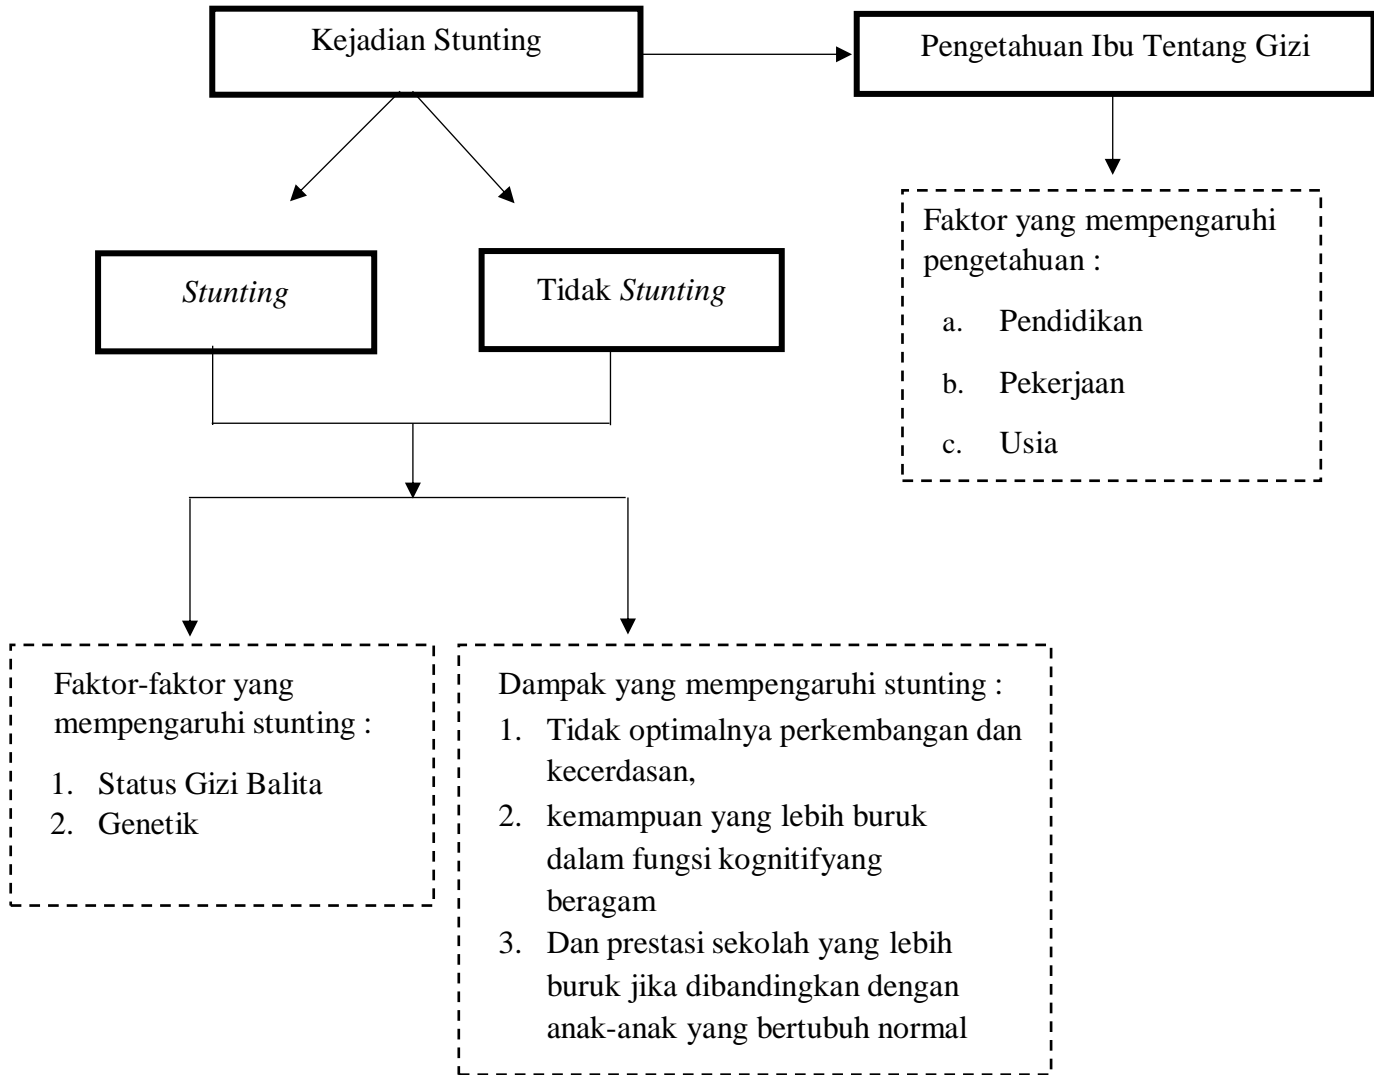 Kejadian Stunting
Pengetahuan Ibu Tentang Gizi
Stunting
Tidak Stunting
Faktor yang mempengaruhi
pengetahuan :
a. Pendidikan
b. Pekerjaan
c. Usia
Faktor-faktor yang
mempengaruhi stunting :
1. Status Gizi Balita
2. Genetik
Dampak yang mempengaruhi stunting :
1. Tidak optimalnya perkembangan dan
kecerdasan,
2. kemampuan yang lebih buruk
dalam fungsi kognitifyang
beragam
3. Dan prestasi sekolah yang lebih
buruk jika dibandingkan dengan
anak-anak yang bertubuh normal